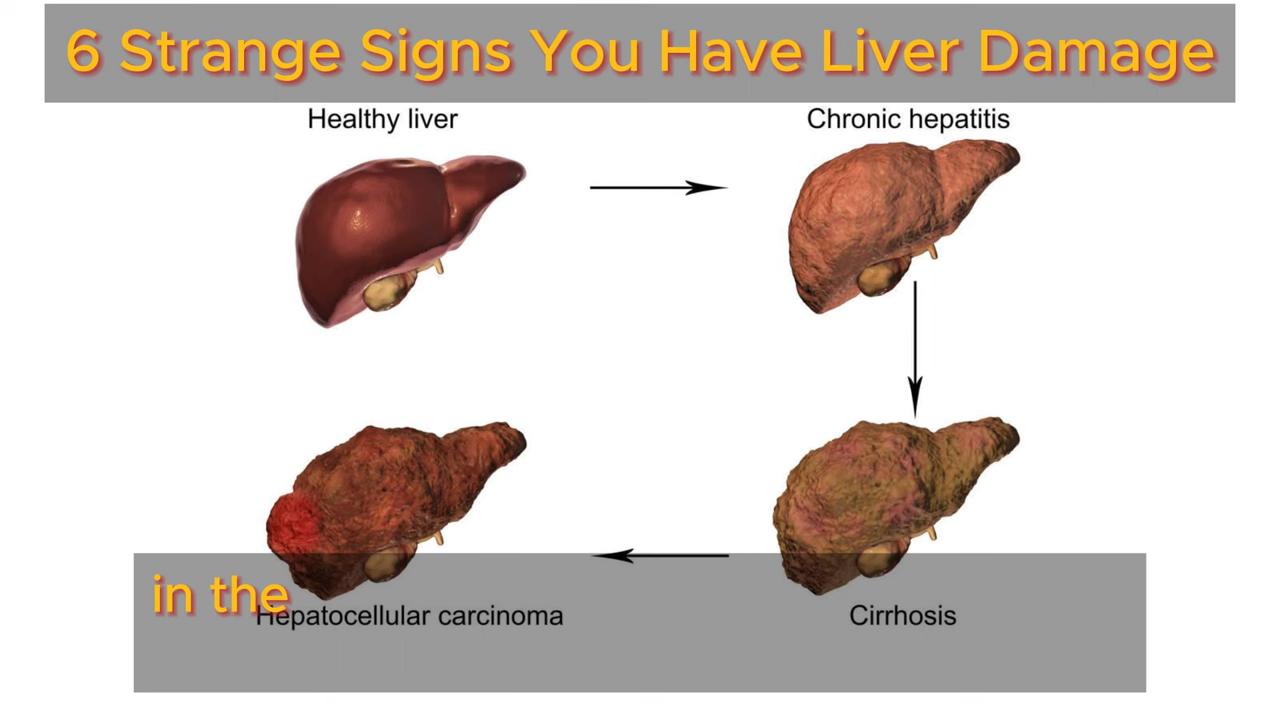 6 Strange Signs You Have Liver Damage
Healthy liver
Chronic hepatitis
in the
Hepatocellular carcinoma
Cirrhosis